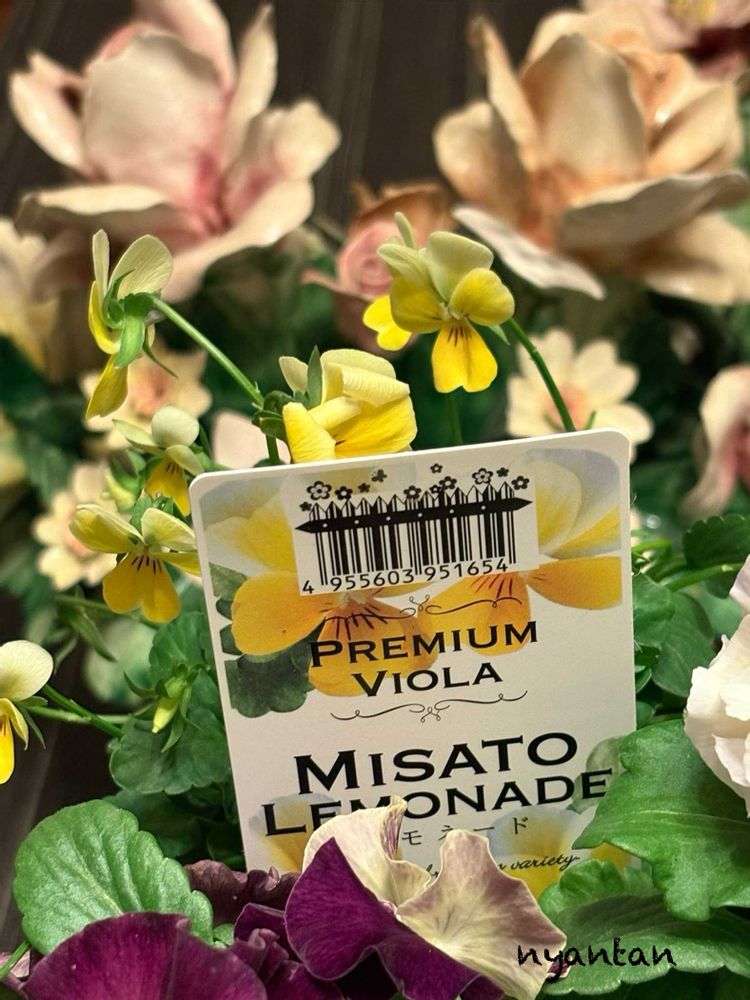 4 955603 951654
PREMIUM
VIOLA
MISATO
LEMONADE
モネード
variety
nyantan